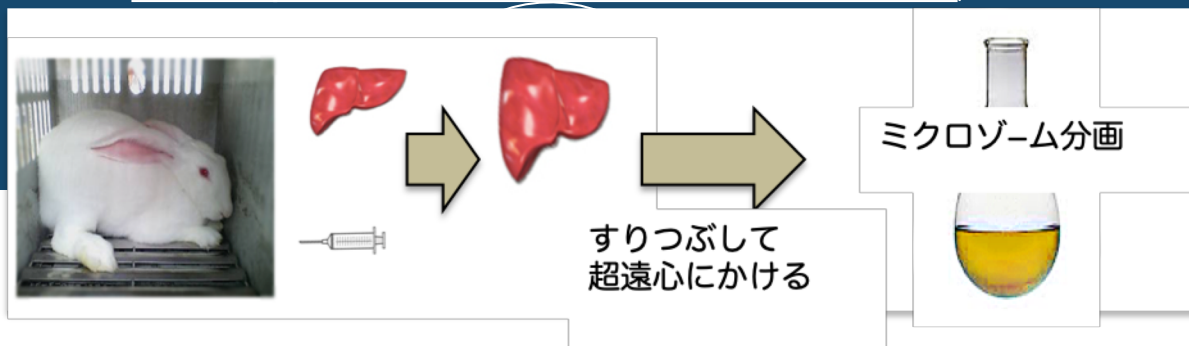 ミクロゾーム分画
すりつぶして
超遠心にかける